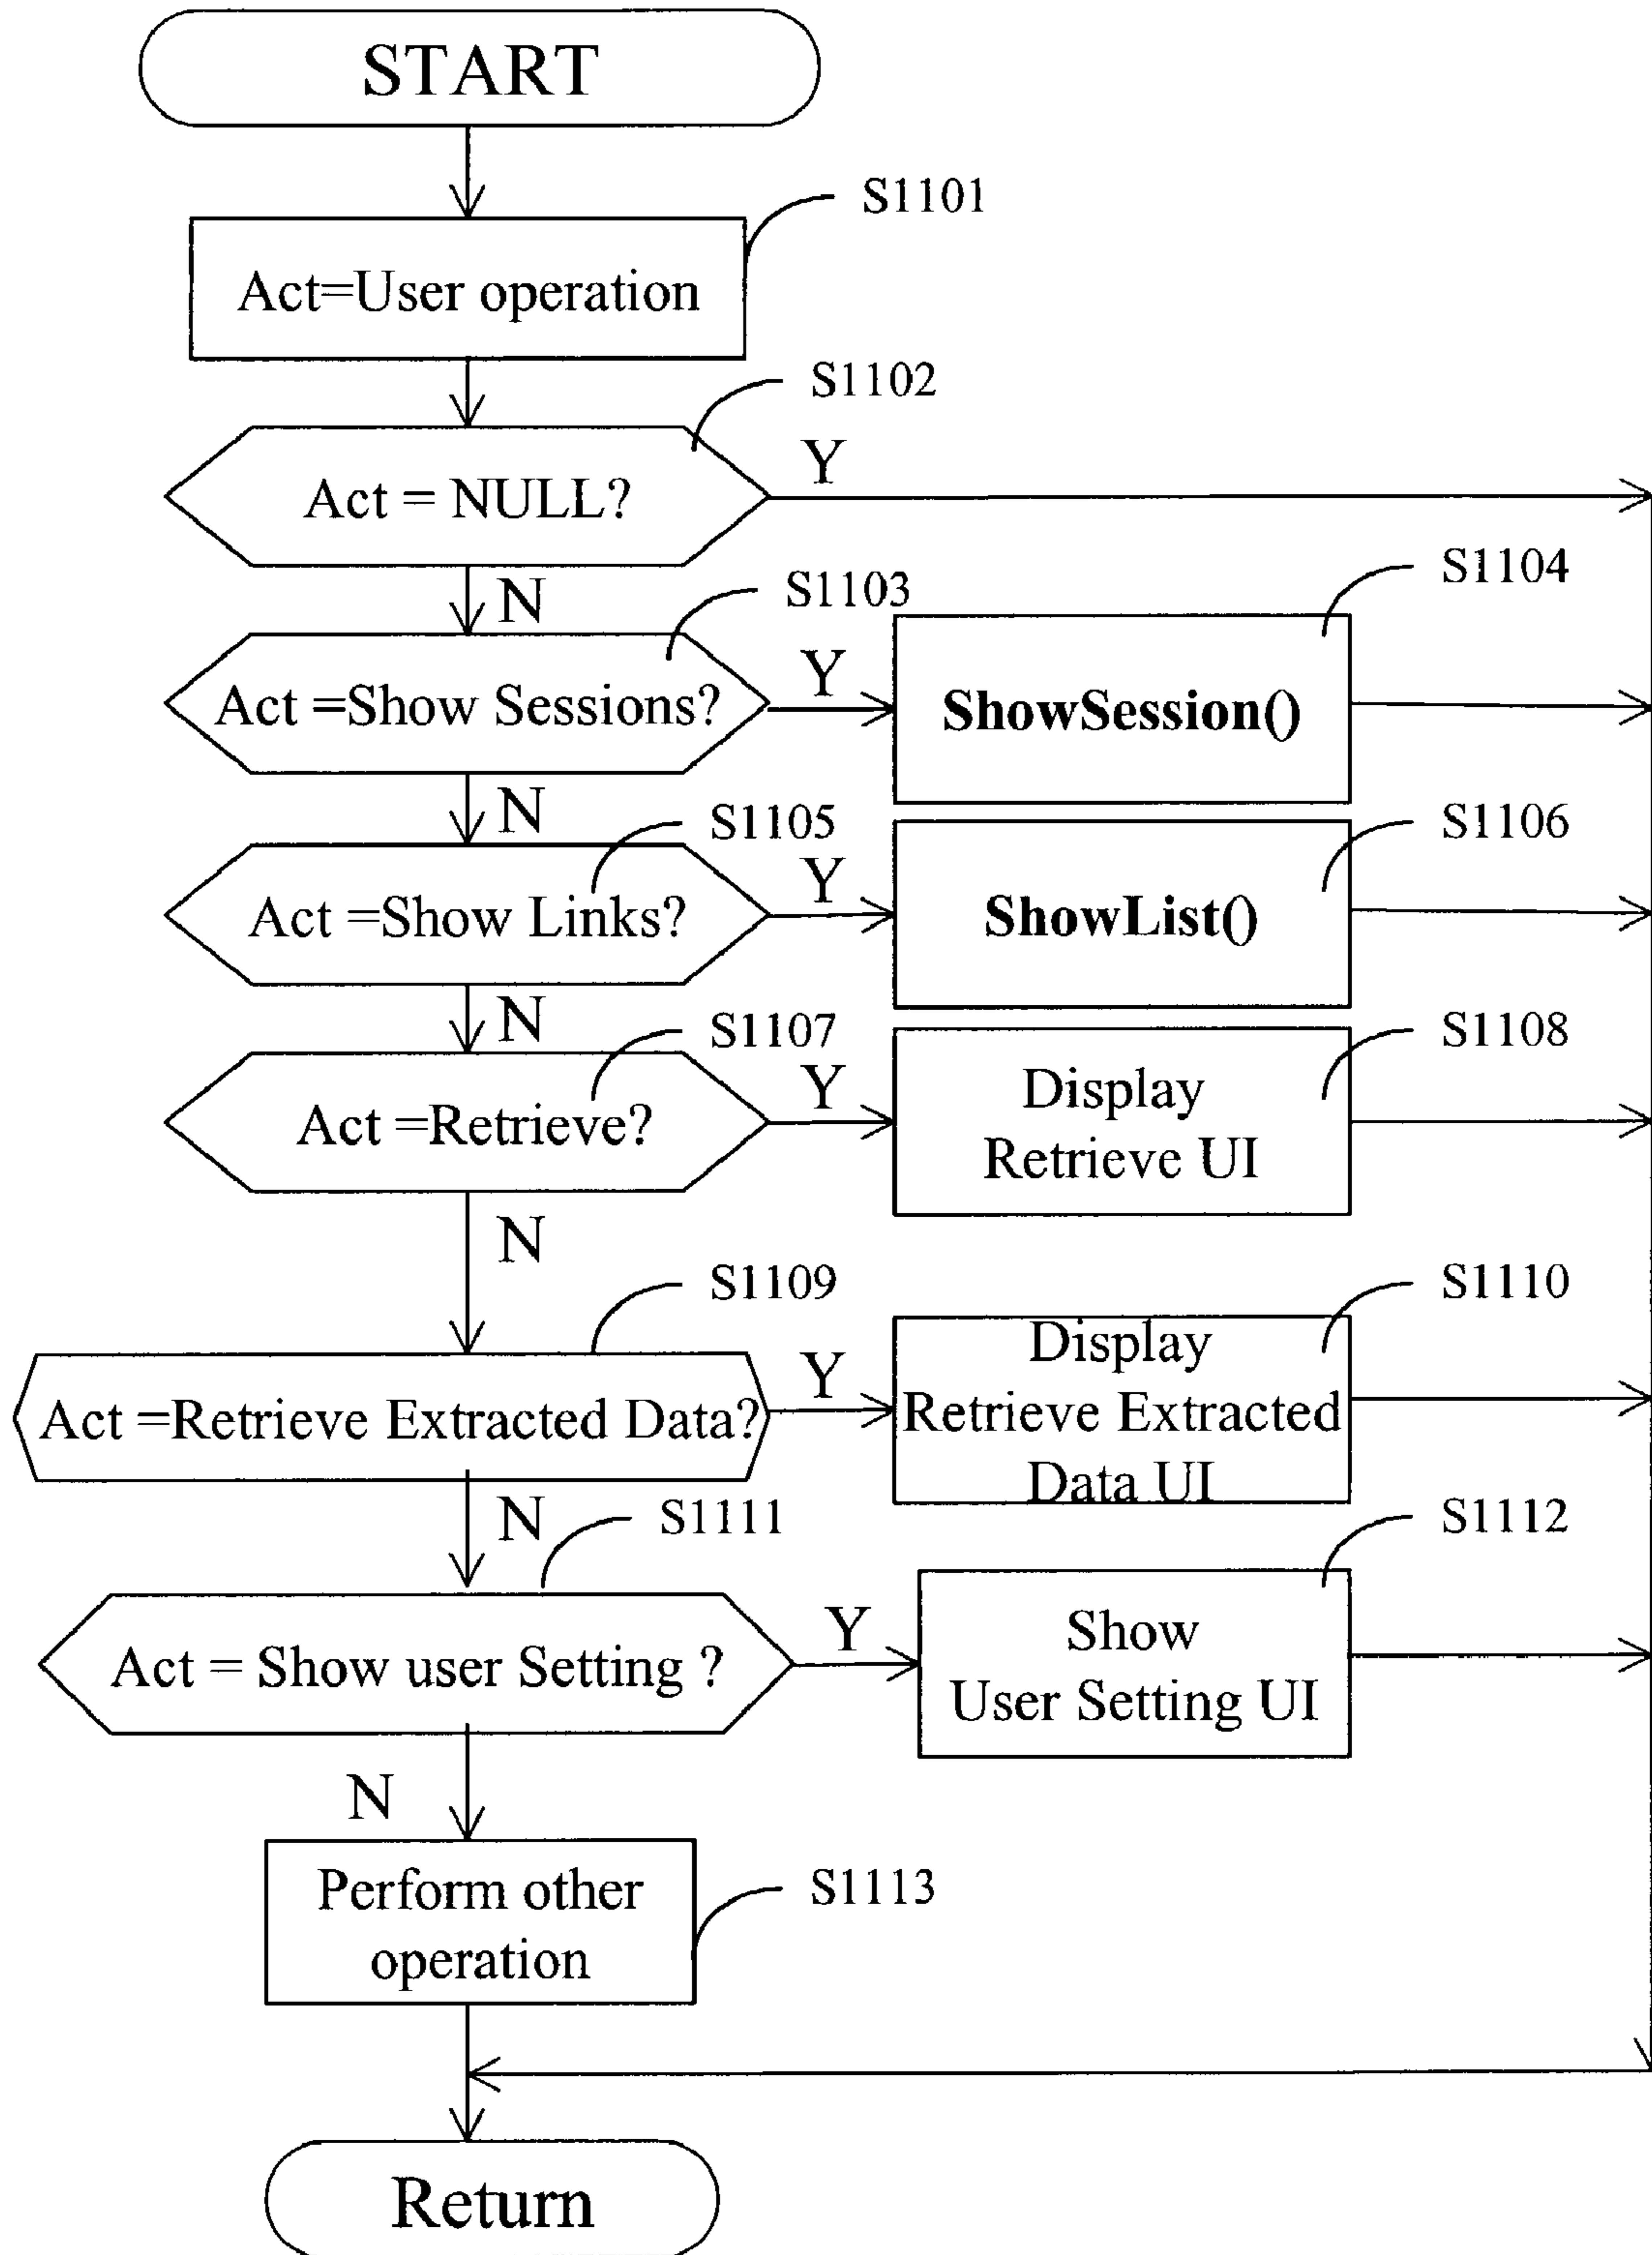 START
S1101
Act=User operation
S1102
Y
Act = NULL?
N
S1103
S1104
Y
Act =Show Sessions?
ShowSession()
N
S1105
S1106
Y
Act =Show Links?
ShowList()
N
S1107
S1108
Y
Act =Retrieve?
Display
Retrieve UI
N
S1109
S1110
Y
Act =Retrieve Extracted Data?
Display
Retrieve Extracted
Data UI
N
S1111
S1112
Y
Act = Show user Setting ?
Show
User Setting UI
N
Perform other
operation
S1113
Return